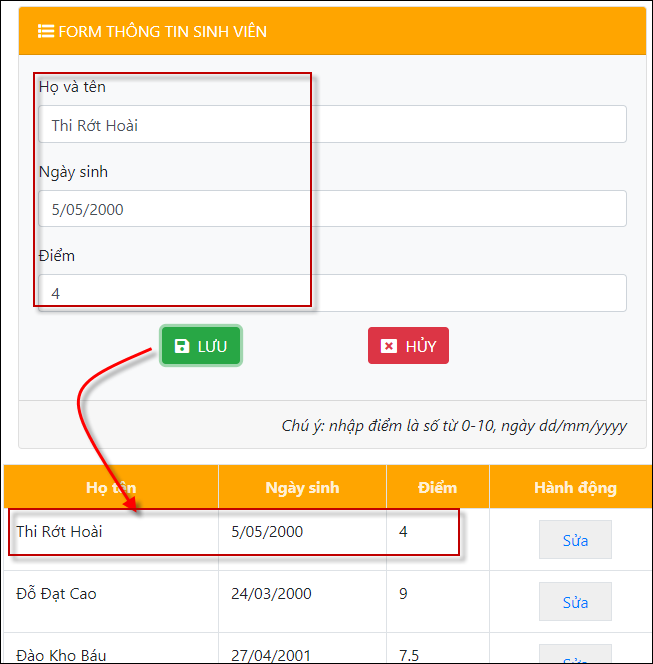 FORM THÔNG TIN SINH VIÊN
Họ và tên
Thi Rớt Hoài
Ngày sinh
5/05/2000
Điểm
4
LƯU HỦY
Chú ý: nhập điểm là số từ 0-10, ngày dd/mm/yyyy
Họ tên Ngày sinh Điểm Hành động
Thi Rớt Hoài 5/05/2000 4 Sửa
Đỗ Đạt Cao 24/03/2000 9 Sửa
Đào Kho Báu 27/04/2001 7.5 Sửa